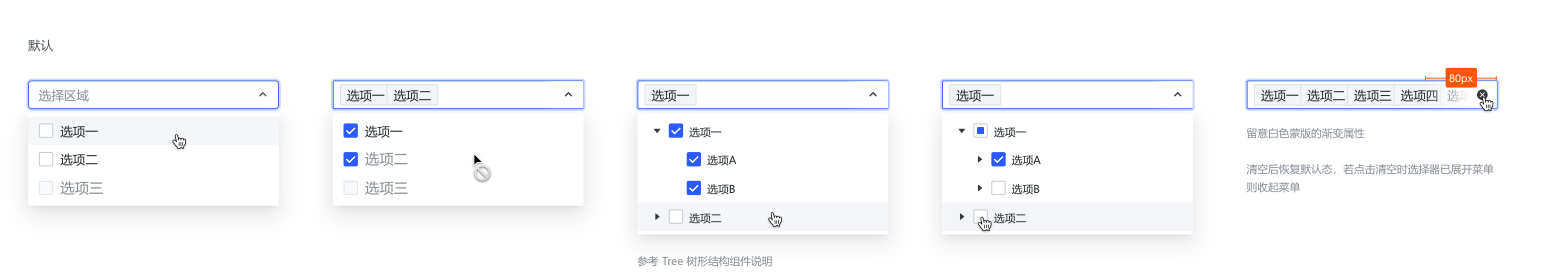 默认
选择区域
选项一
选项二
选项三
选项一 选项二
选项一
选项二
选项三
选项一
选项一
选项A
选项B
选项二
参考 Tree 树形结构组件说明
选项一
选项一
选项A
选项B
选项二
80px
选项一 选项二 选项三 选项四 选项
留意白色蒙版的渐变属性
清空后恢复默认态，若点击清空时选择器已展开菜单
则收起菜单